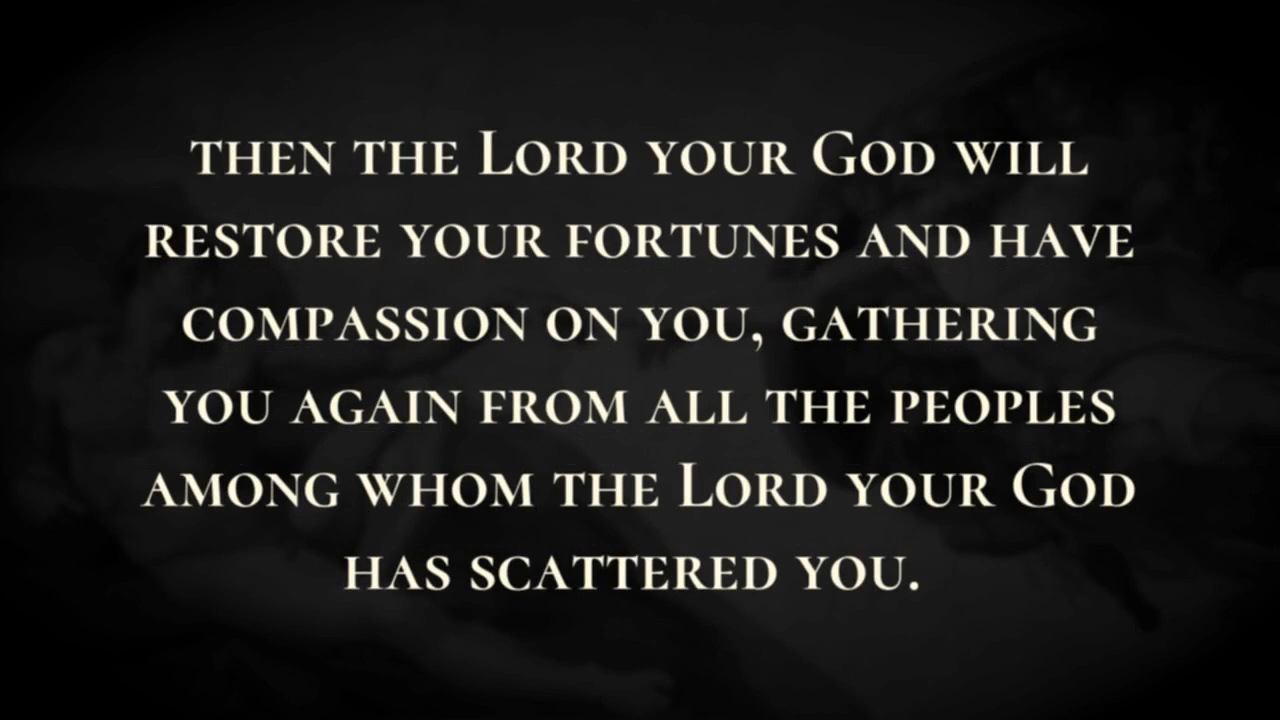 then the Lord your God will
restore your fortunes and have
compassion on you, gathering
you again from all the peoples
among whom the Lord your God
has scattered you.